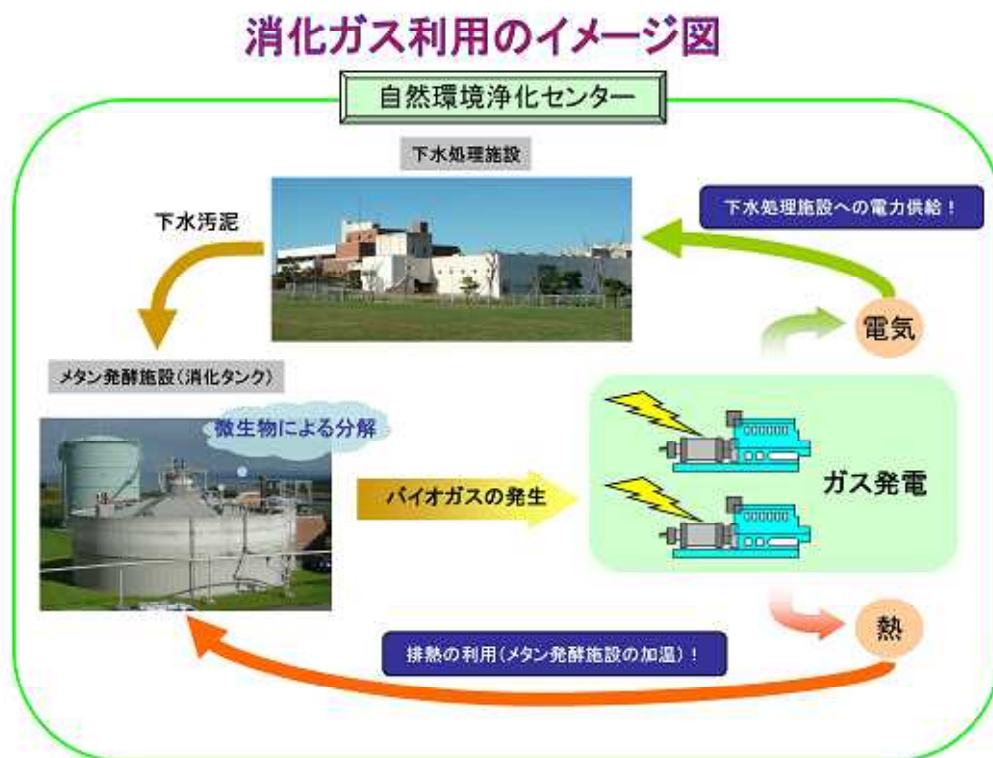 消化ガス利用のイメージ図
自然環境浄化センター
下水処理施設
下水処理施設への電力供給!
下水汚泥
電気
メタン発酵施設(消化タンク)
微生物による分解
バイオガスの発生
ガス発電
熱
排熱の利用(メタン発酵施設の加温)!